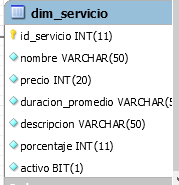 dim_servicio
id_servicio INT(11)
nombre VARCHAR(50)
precio INT(20)
duracion_promedio
descripcion VARCHAR(50)
porcentaje INT(11)
activo BIT(1)